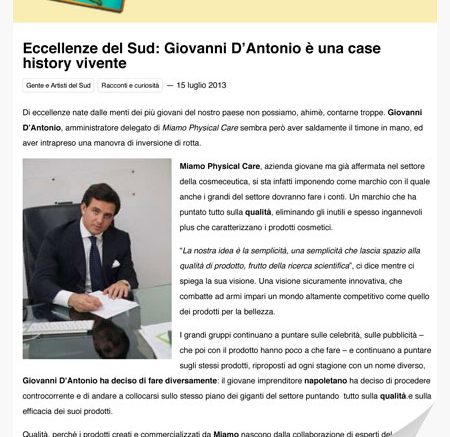 Eccellenze del Sud: Giovanni D'Antonio è una case
history vivente
Gente e Artisti del Sud   Racconti e curiosità   — 15 luglio 2013
Di eccellenze nate dalle menti dei più giovani del nostro paese non possiamo, ahimè, contarne troppe. Giovanni
D'Antonio, amministratore delegato di Miamo Physical Care sembra però aver saldamente il timone in mano, ed
aver intrapreso una manovra di inversione di rotta.
Miamo Physical Care, azienda giovane ma già affermata nel settore
della cosmeceutica, si sta infatti imponendo come marchio con il quale
anche i grandi del settore dovranno fare i conti. Un marchio che ha
puntato tutto sulla qualità, eliminando gli inutili e spesso ingannevoli
plus che caratterizzano i prodotti cosmetici.
"La nostra idea è la semplicità, una semplicità che lascia spazio alla
qualità di prodotto, frutto della ricerca scientifica", ci dice mentre ci
spiega la sua visione. Una visione sicuramente innovativa, che
combatte ad armi impari un mondo altamente competitivo come quello
dei prodotti per la bellezza.
I grandi gruppi continuano a puntare sulle celebrità, sulle pubblicità –
che poi con il prodotto hanno poco a che fare – e continuano a puntare
sugli stessi prodotti, riproposti ad ogni stagione con un nome diverso,
Giovanni D'Antonio ha deciso di fare diversamente: il giovane imprenditore napoletano ha deciso di procedere
controcorrente e di andare a collocarsi sullo stesso piano dei giganti del settore puntando  tutto sulla qualità e sulla
efficacia dei suoi prodotti.
Qualità, perché i prodotti creati e commercializzati da Miamo nascono dalla collaborazione di esperti del